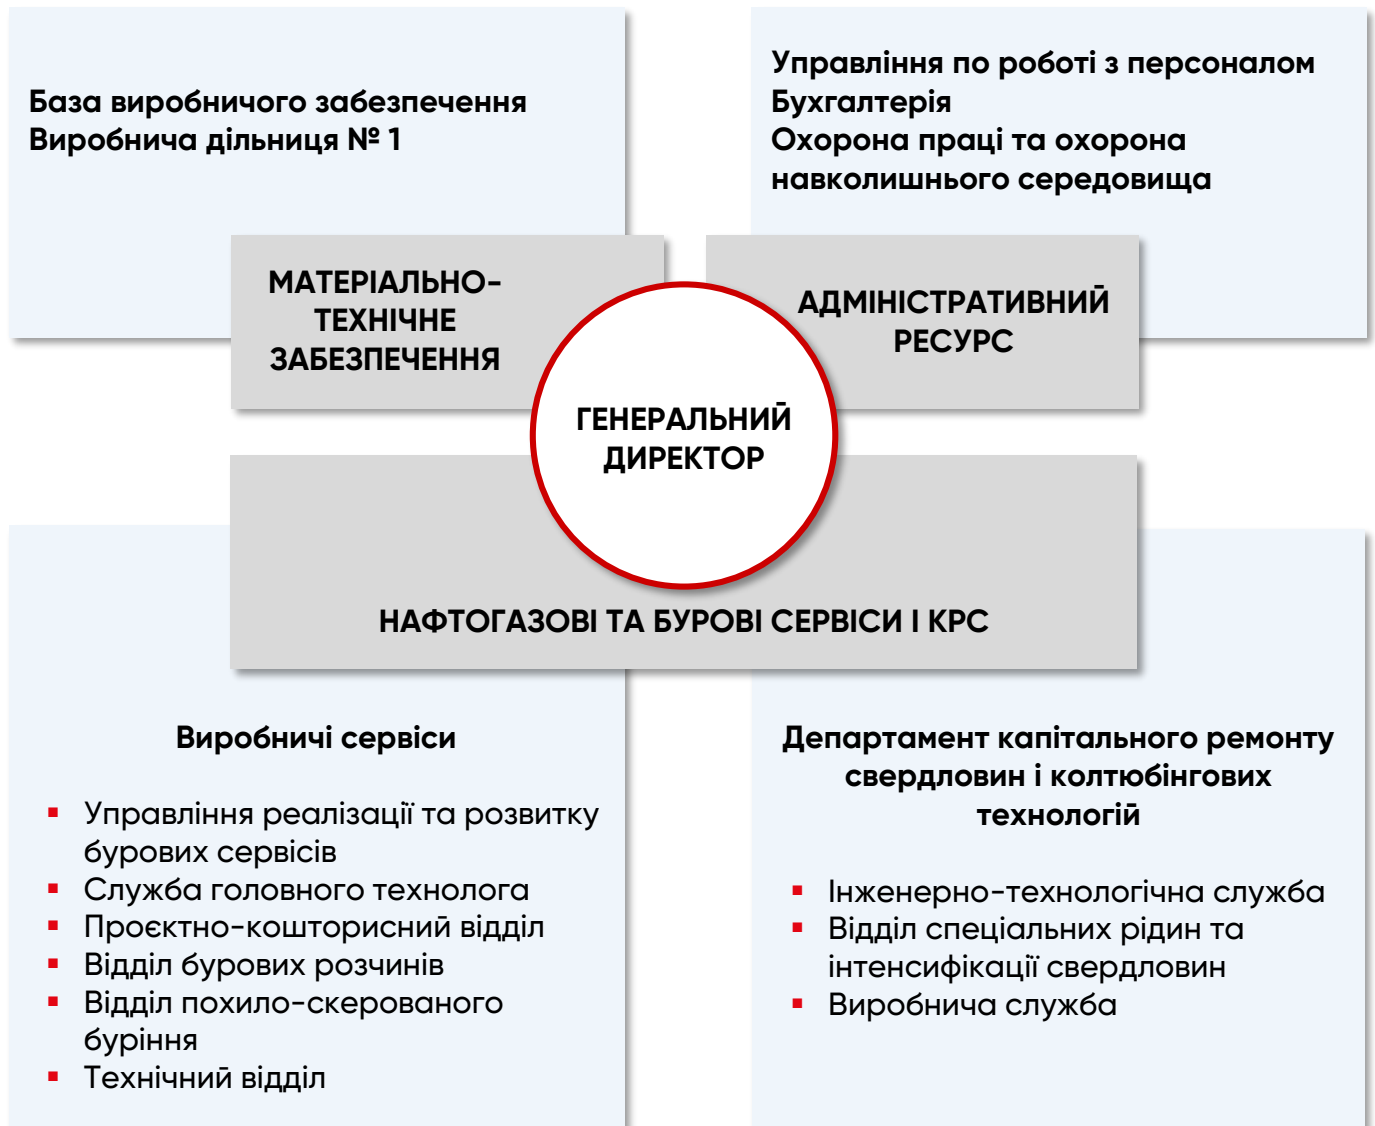 База виробничого забезпечення
Виробнича дільниця № 1
Управління по роботі з персоналом
Бухгалтерія
Охорона праці та охорона
навколишнього середовища
МАТЕРІАЛЬНО-
ТЕХНІЧНЕ
ЗАБЕЗПЕЧЕННЯ
АДМІНІСТРАТИВНИЙ
РЕСУРС
ГЕНЕРАЛЬНИЙ
ДИРЕКТОР
НАФТОГАЗОВІ ТА БУРОВІ СЕРВІСИ І КРС
Виробничі сервіси
▪ Управління реалізації та розвитку
бурових сервісів
▪ Служба головного технолога
▪ Проєктно-кошторисний відділ
▪ Відділ бурових розчинів
▪ Відділ похило-скерованого
буріння
▪ Технічний відділ
Департамент капітального ремонту
свердловин і колтюбінгових
технологій
▪ Інженерно-технологічна служба
▪ Відділ спеціальних рідин та
інтенсифікації свердловин
▪ Виробнича служба